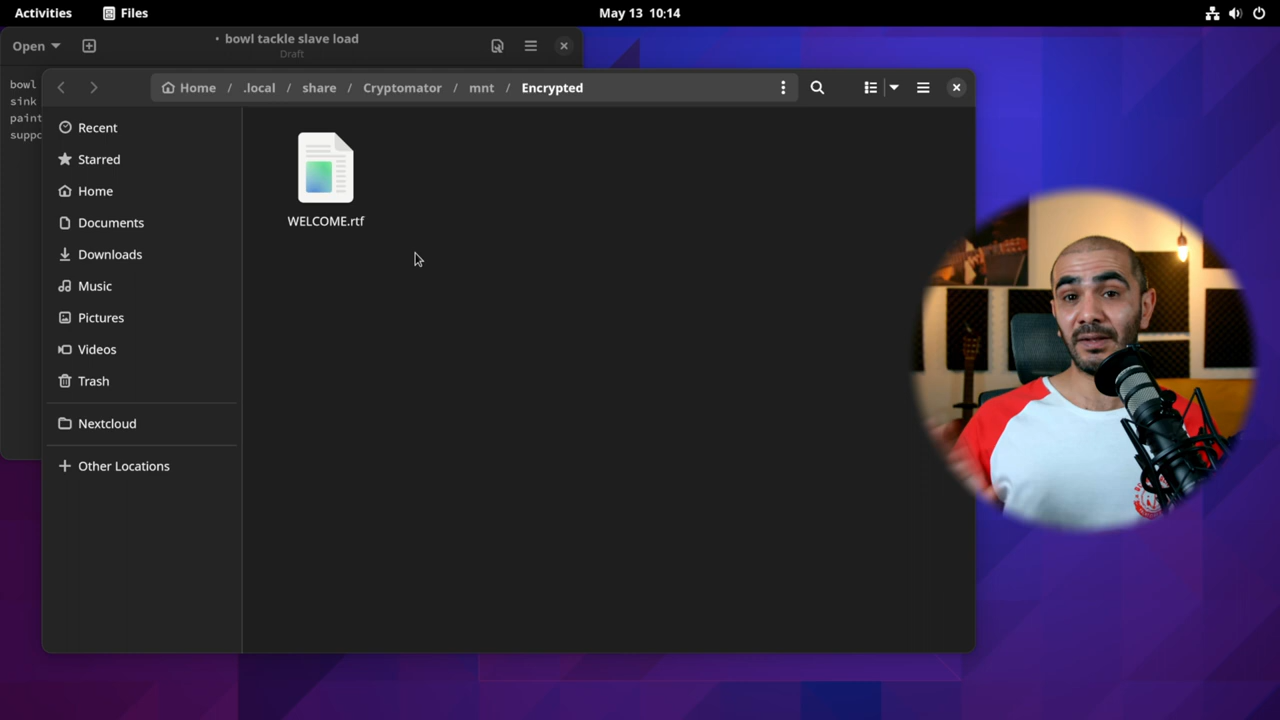 Activities
Files
May 13 10:14
Open
• bowl tackle slave load
Draft
bowl
sink
paint
suppo
Home / .local / share / Cryptomator / mnt / Encrypted
Recent
Starred
Home
Documents
Downloads
Music
Pictures
Videos
Trash
Nextcloud
Other Locations
WELCOME.rtf